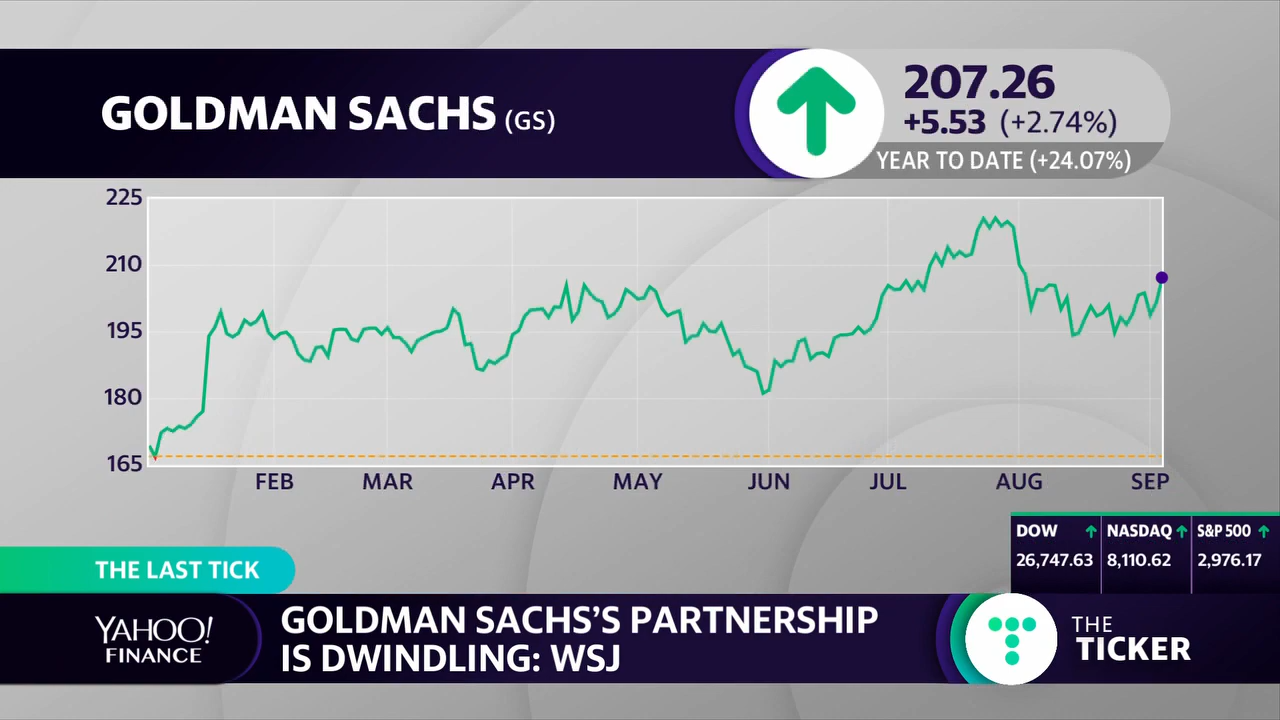 GOLDMAN SACHS (GS)
207.26
+5.53 (+2.74%)
YEAR TO DATE (+24.07%)
225
210
195
180
165
FEB MAR APR MAY JUN JUL AUG SEP
DOW NASDAQ S&P 500
26,747.63 8,110.62 2,976.17
THE LAST TICK
YAHOO!
FINANCE
GOLDMAN SACHS'S PARTNERSHIP
IS DWINDLING: WSJ
THE
TICKER